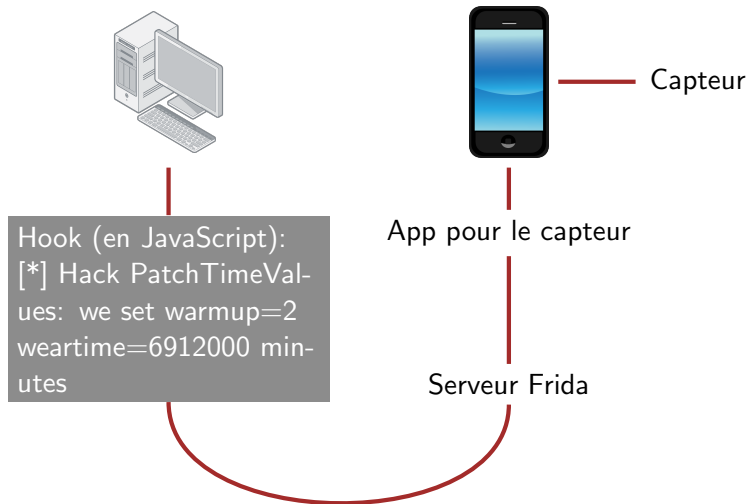 Capteur
Hook (en JavaScript):
[*] Hack PatchTimeVal-
ues: we set warmup=2
weartime=6912000 min-
utes
App pour le capteur
Serveur Frida